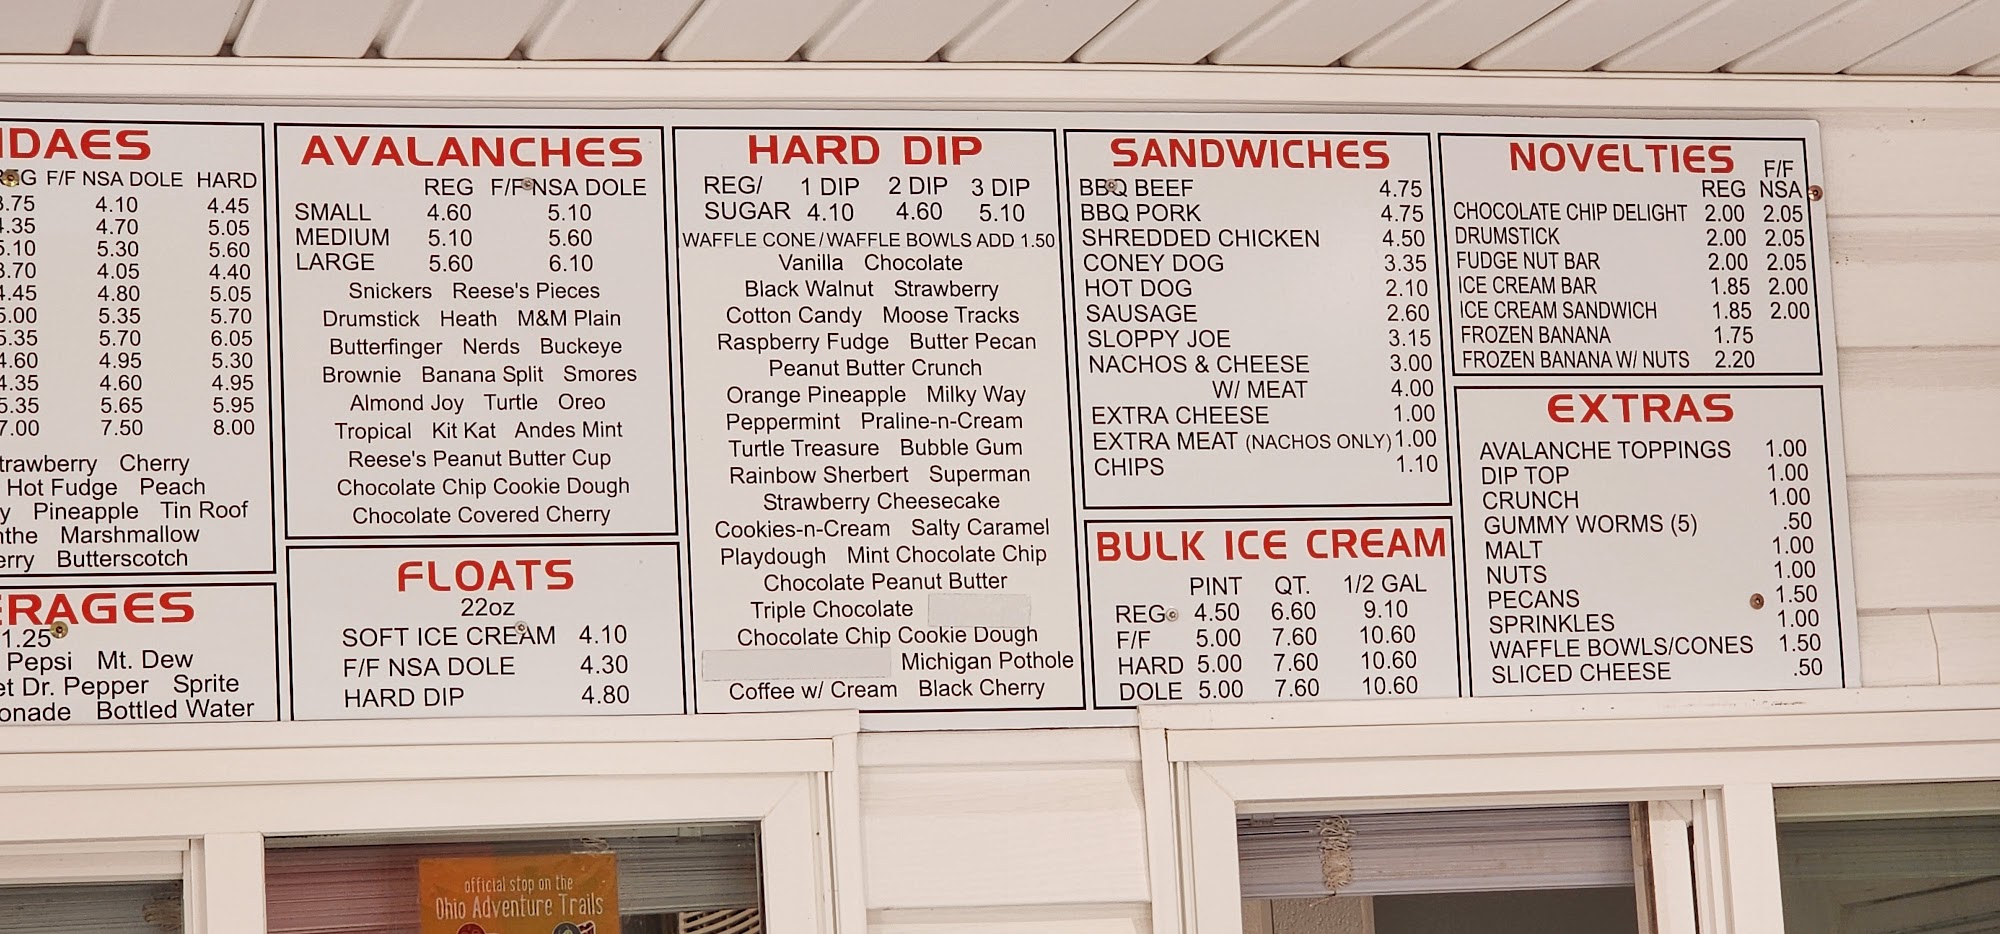 IDAES
REG F/F NSA DOLE HARD
3.75 4.10 4.45
4.35 4.70 5.05
5.10 5.30 5.60
3.70 4.05 4.40
4.45 4.80 5.05
5.00 5.35 5.70
5.35 5.70 6.05
4.60 4.95 5.30
4.35 4.60 4.95
5.35 5.65 5.95
7.00 7.50 8.00
trawberry Cherry
Hot Fudge Peach
y Pineapple Tin Roof
nthe Marshmallow
erry Butterscotch
ERAGES
1.25
Pepsi Mt. Dew
et Dr. Pepper Sprite
onade Bottled Water
AVALANCHES
REG F/F NSA DOLE
SMALL 4.60 5.10
MEDIUM 5.10 5.60
LARGE 5.60 6.10
Snickers Reese's Pieces
Drumstick Heath M&M Plain
Butterfinger Nerds Buckeye
Brownie Banana Split Smores
Almond Joy Turtle Oreo
Tropical Kit Kat Andes Mint
Reese's Peanut Butter Cup
Chocolate Chip Cookie Dough
Chocolate Covered Cherry
FLOATS
22oz
SOFT ICE CREAM 4.10
F/F NSA DOLE 4.30
HARD DIP 4.80
HARD DIP
REG/ 1 DIP 2 DIP 3 DIP
SUGAR 4.10 4.60 5.10
WAFFLE CONE/WAFFLE BOWLS ADD 1.50
Vanilla Chocolate
Black Walnut Strawberry
Cotton Candy Moose Tracks
Raspberry Fudge Butter Pecan
Peanut Butter Crunch
Orange Pineapple Milky Way
Peppermint Praline-n-Cream
Turtle Treasure Bubble Gum
Rainbow Sherbert Superman
Strawberry Cheesecake
Cookies-n-Cream Salty Caramel
Playdough Mint Chocolate Chip
Chocolate Peanut Butter
Triple Chocolate
Chocolate Chip Cookie Dough
Michigan Pothole
Coffee w/ Cream Black Cherry
SANDWICHES
BBQ BEEF 4.75
BBQ PORK 4.75
SHREDDED CHICKEN 4.50
CONEY DOG 3.35
HOT DOG 2.10
SAUSAGE 2.60
SLOPPY JOE 3.15
NACHOS & CHEESE 3.00
W/ MEAT 4.00
EXTRA CHEESE 1.00
EXTRA MEAT (NACHOS ONLY) 1.00
CHIPS 1.10
BULK ICE CREAM
PINT QT. 1/2 GAL
REG 4.50 6.60 9.10
F/F 5.00 7.60 10.60
HARD 5.00 7.60 10.60
DOLE 5.00 7.60 10.60
NOVELTIES
F/F
REG NSA
CHOCOLATE CHIP DELIGHT 2.00 2.05
DRUMSTICK 2.00 2.05
FUDGE NUT BAR 2.00 2.05
ICE CREAM BAR 1.85 2.00
ICE CREAM SANDWICH 1.85 2.00
FROZEN BANANA 1.75
FROZEN BANANA W/ NUTS 2.20
EXTRAS
AVALANCHE TOPPINGS 1.00
DIP TOP 1.00
CRUNCH 1.00
GUMMY WORMS (5) .50
MALT 1.00
NUTS 1.00
PECANS 1.50
SPRINKLES 1.00
WAFFLE BOWLS/CONES 1.50
SLICED CHEESE .50
official stop on the
Ohio Adventure Trails